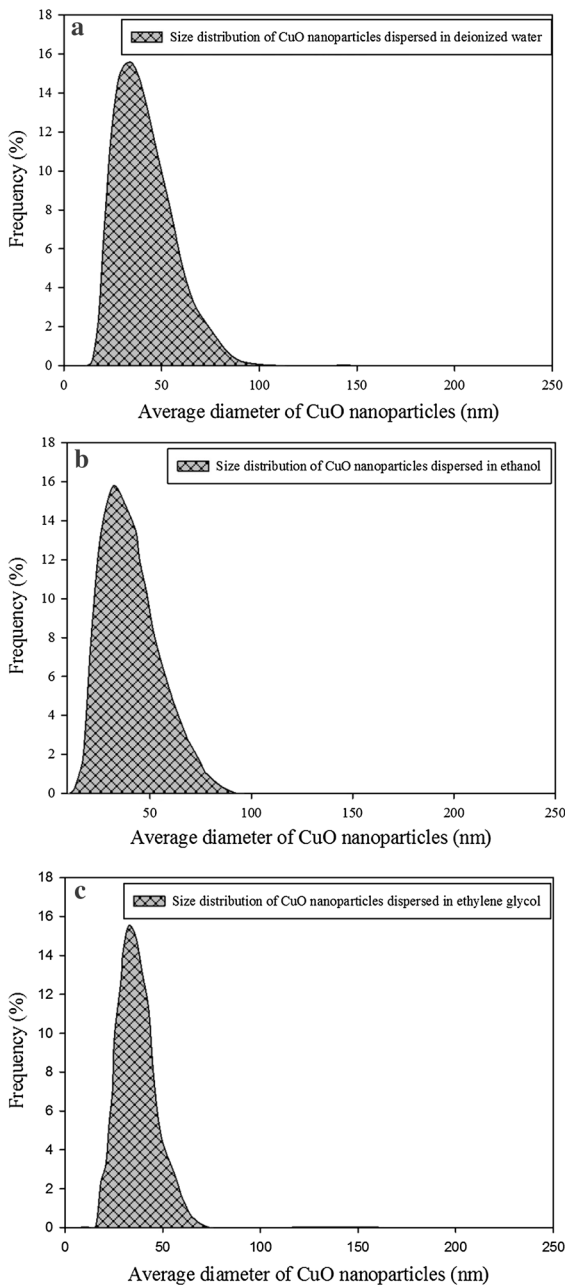 a
Size distribution of CuO nanoparticles dispersed in deionized water
18
16
14
12
10
8
6
4
2
0
Frequency (%)
0 50 100 150 200 250
Average diameter of CuO nanoparticles (nm)
b
Size distribution of CuO nanoparticles dispersed in ethanol
18
16
14
12
10
8
6
4
2
0
Frequency (%)
50 100 150 200 250
Average diameter of CuO nanoparticles (nm)
c
Size distribution of CuO nanoparticles dispersed in ethylene glycol
18
16
14
12
10
8
6
4
2
0
Frequency (%)
0 50 100 150 200 250
Average diameter of CuO nanoparticles (nm)